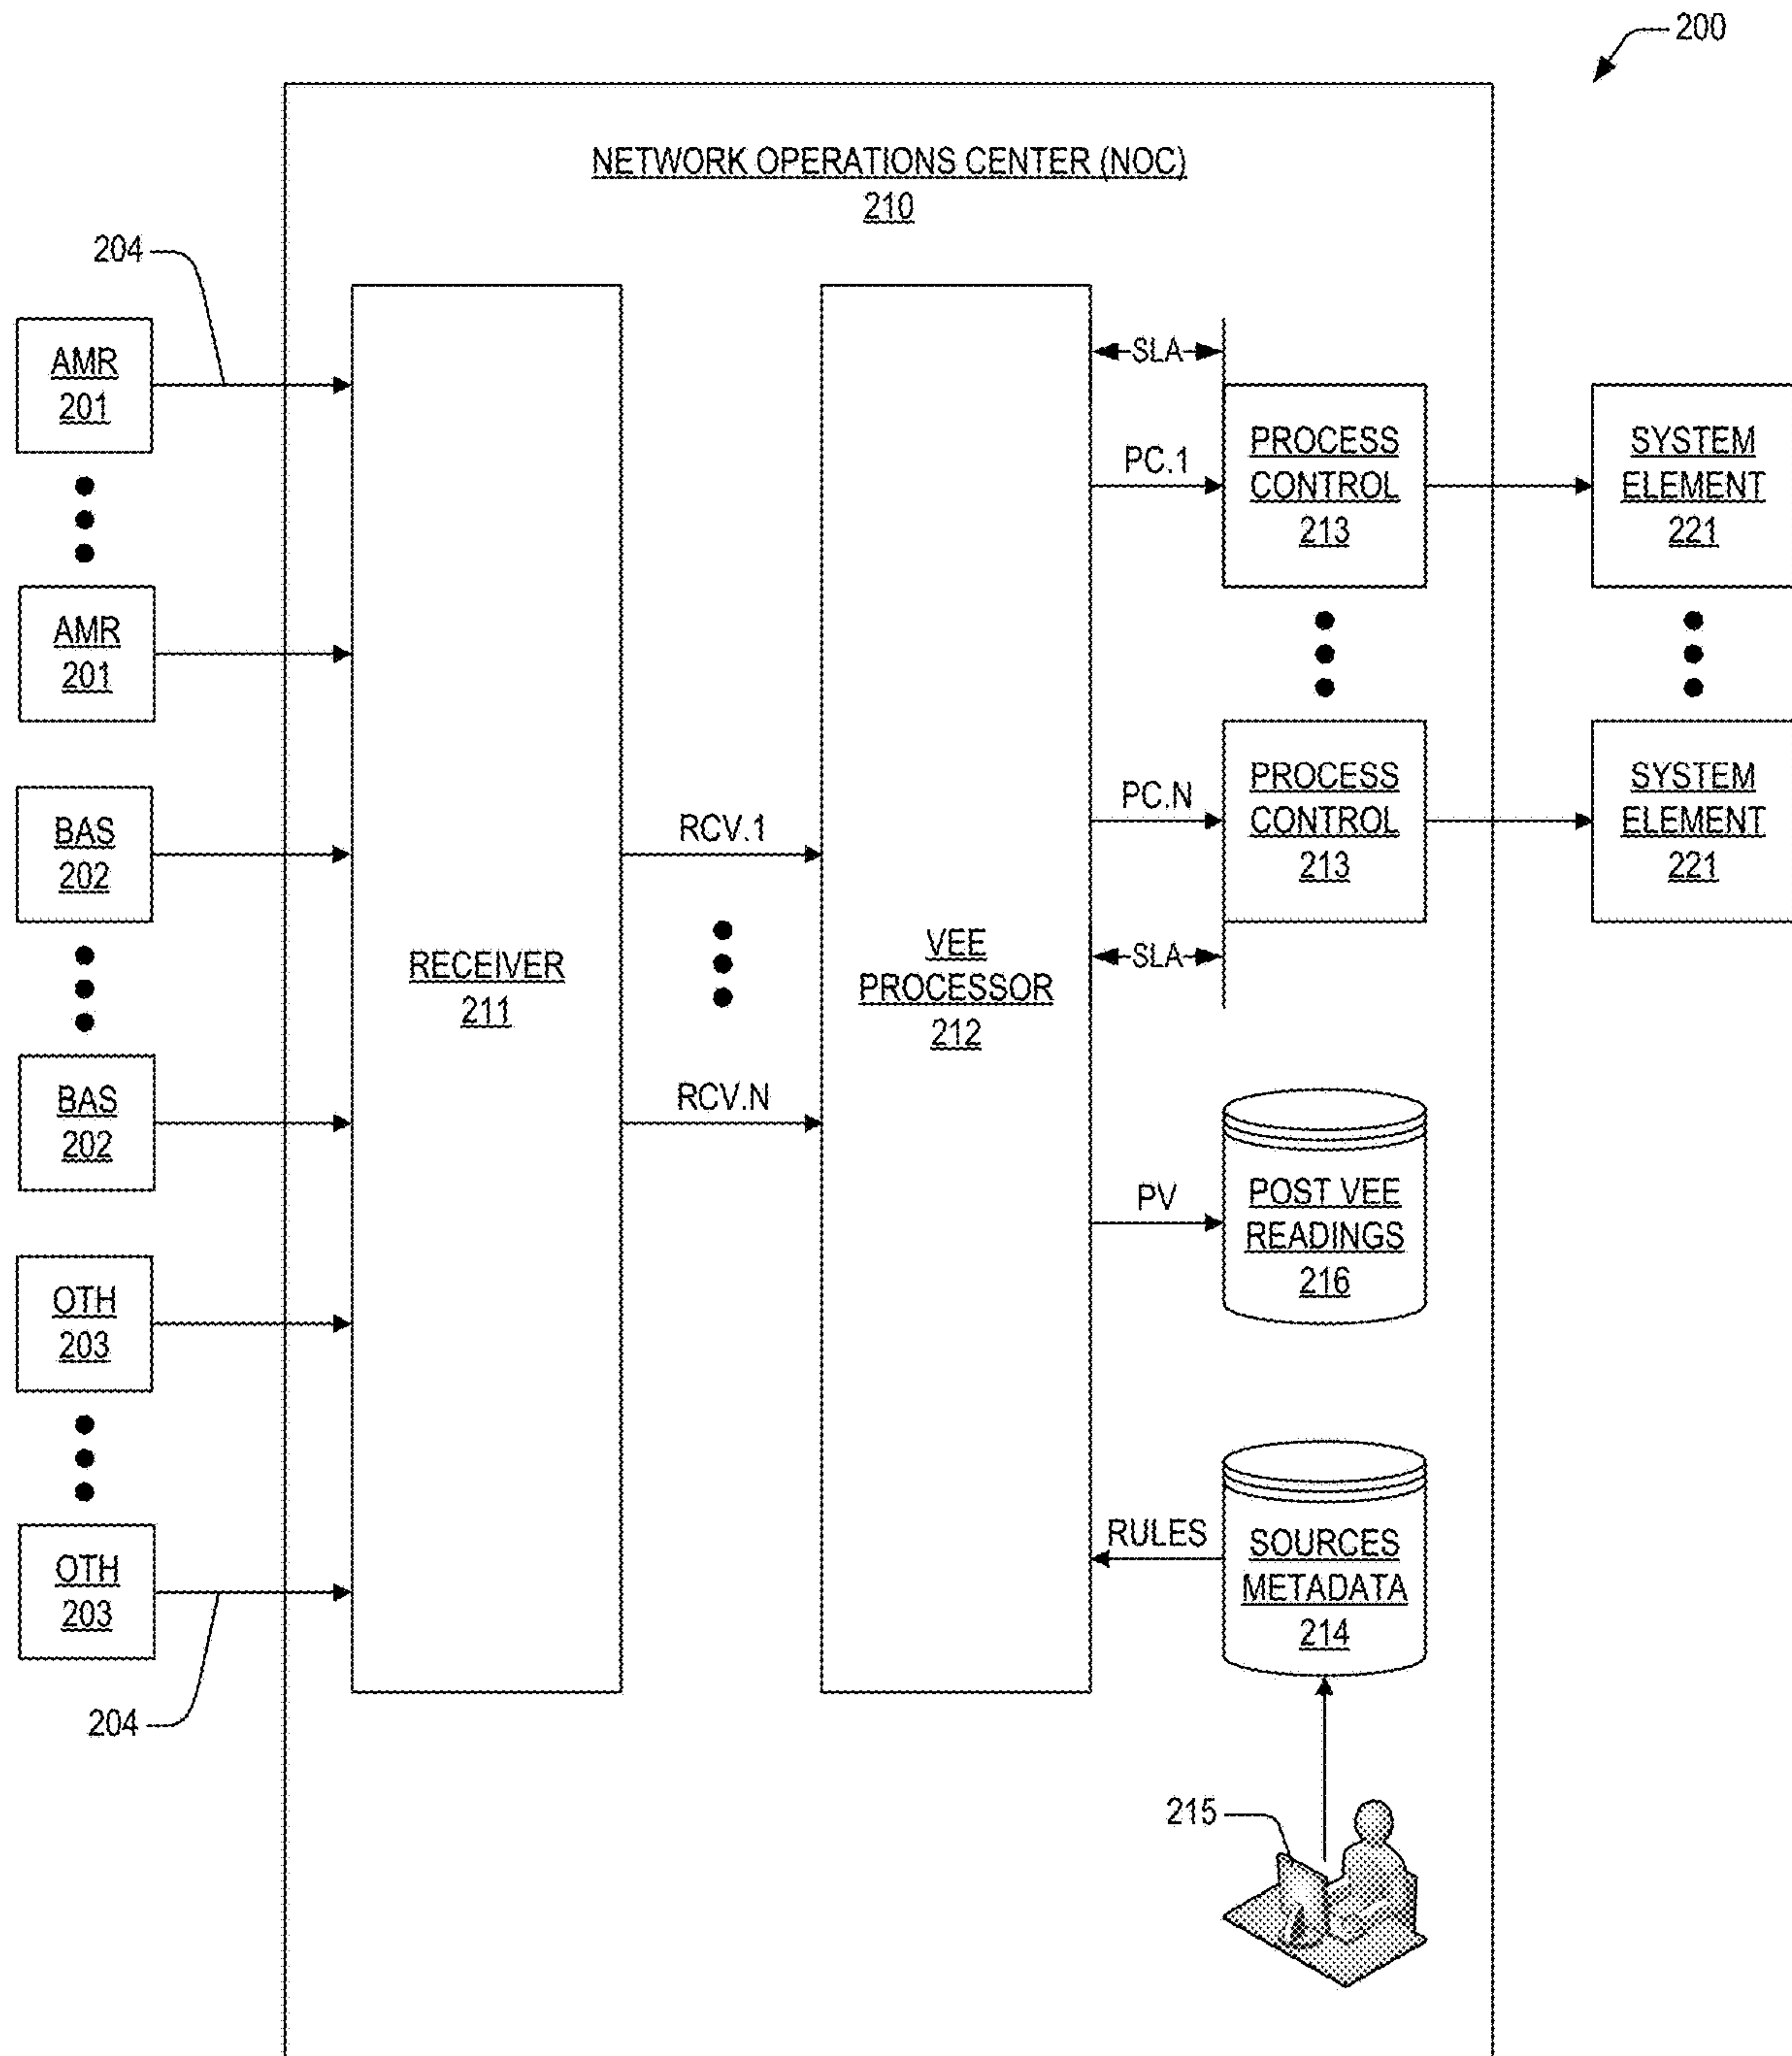 200
NETWORK OPERATIONS CENTER (NOC)
210
204
AMR
201
AMR
201
BAS
202
BAS
202
OTH
203
OTH
203
204
RECEIVER
211
RCV.1
RCV.N
VEE
PROCESSOR
212
SLA
PC.1
PC.N
SLA
PV
RULES
PROCESS
CONTROL
213
PROCESS
CONTROL
213
POST VEE
READINGS
216
SOURCES
METADATA
214
215
SYSTEM
ELEMENT
221
SYSTEM
ELEMENT
221